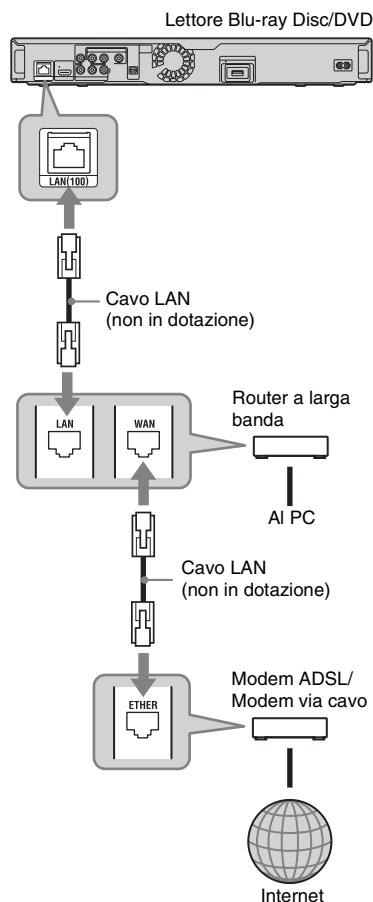 Lettore Blu-ray Disc/DVD
LAN(100)
Cavo LAN
(non in dotazione)
LAN
WAN
Router a larga
banda
Al PC
Cavo LAN
(non in dotazione)
ETHER
Modem ADSL/
Modem via cavo
Internet